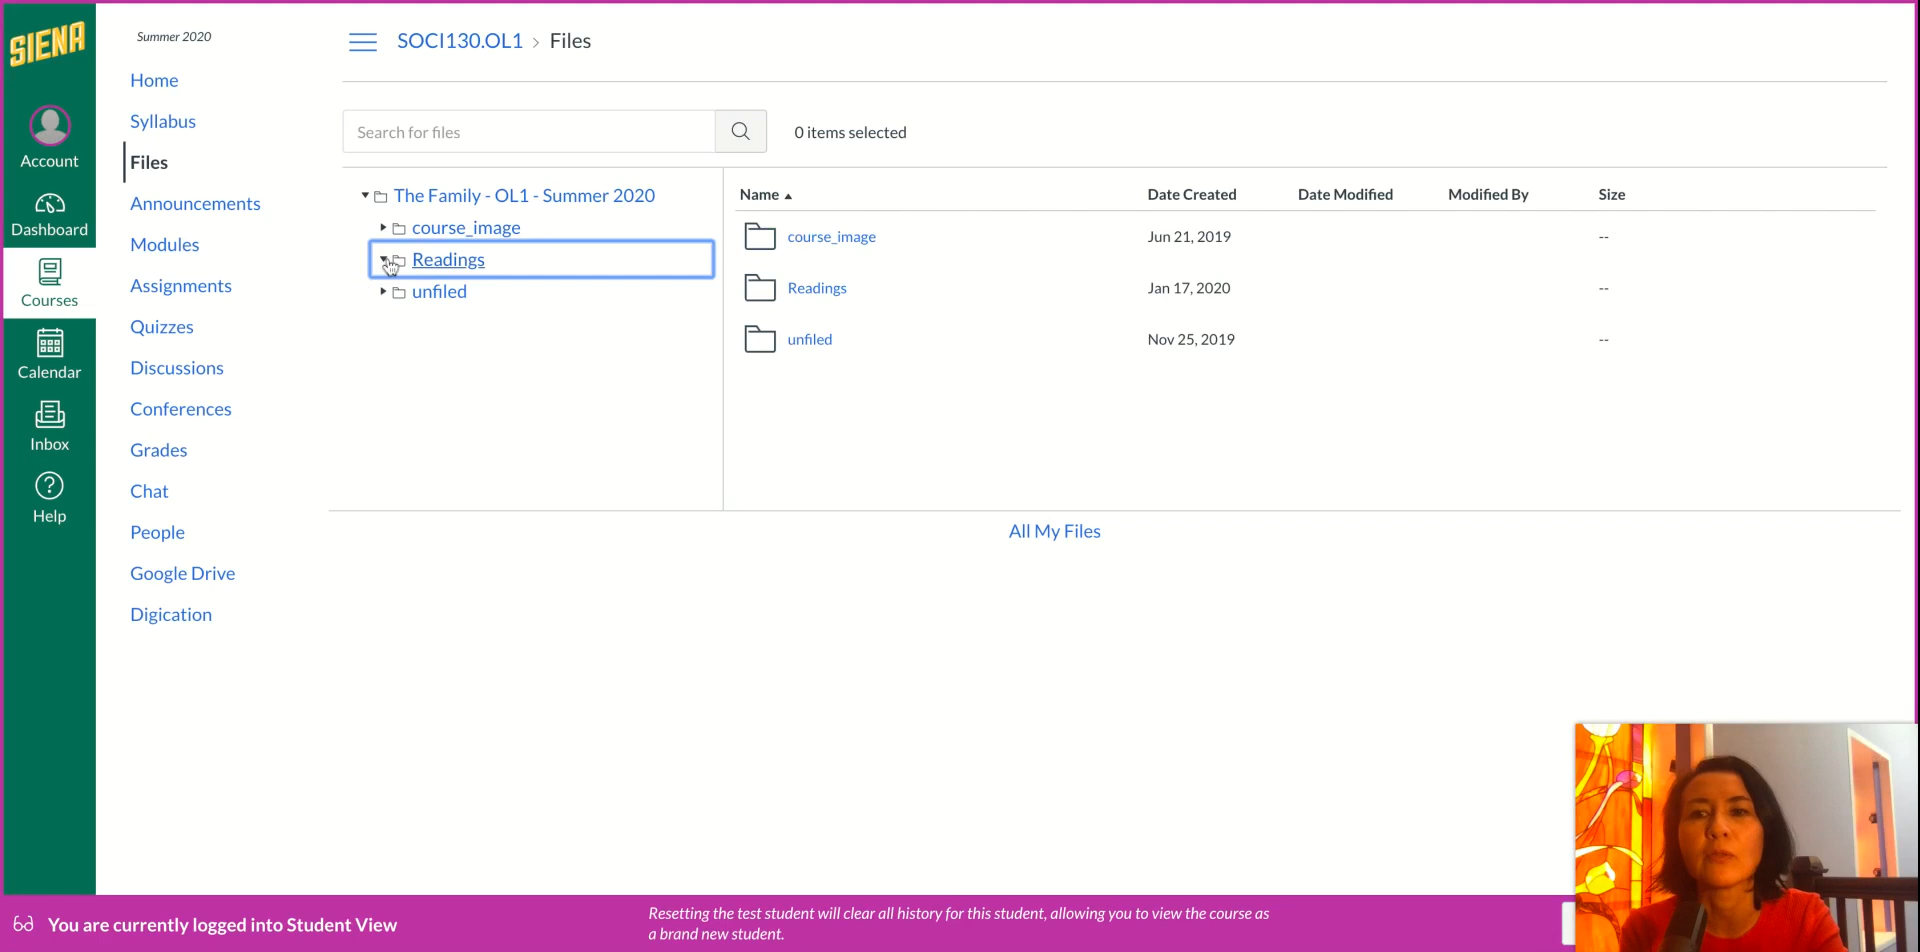 SIENA
Account
Dashboard
Courses
Calendar
Inbox
Help
Summer 2020
Home
Syllabus
Files
Announcements
Modules
Assignments
Quizzes
Discussions
Conferences
Grades
Chat
People
Google Drive
Digication
SOCI130.OL1 › Files
Search for files
0 items selected
The Family - OL1 - Summer 2020
course_image
Readings
unfiled
Name Date Created Date Modified Modified By Size
course_image Jun 21, 2019 --
Readings Jan 17, 2020 --
unfiled Nov 25, 2019 --
All My Files
You are currently logged into Student View
Resetting the test student will clear all history for this student, allowing you to view the course as
a brand new student.